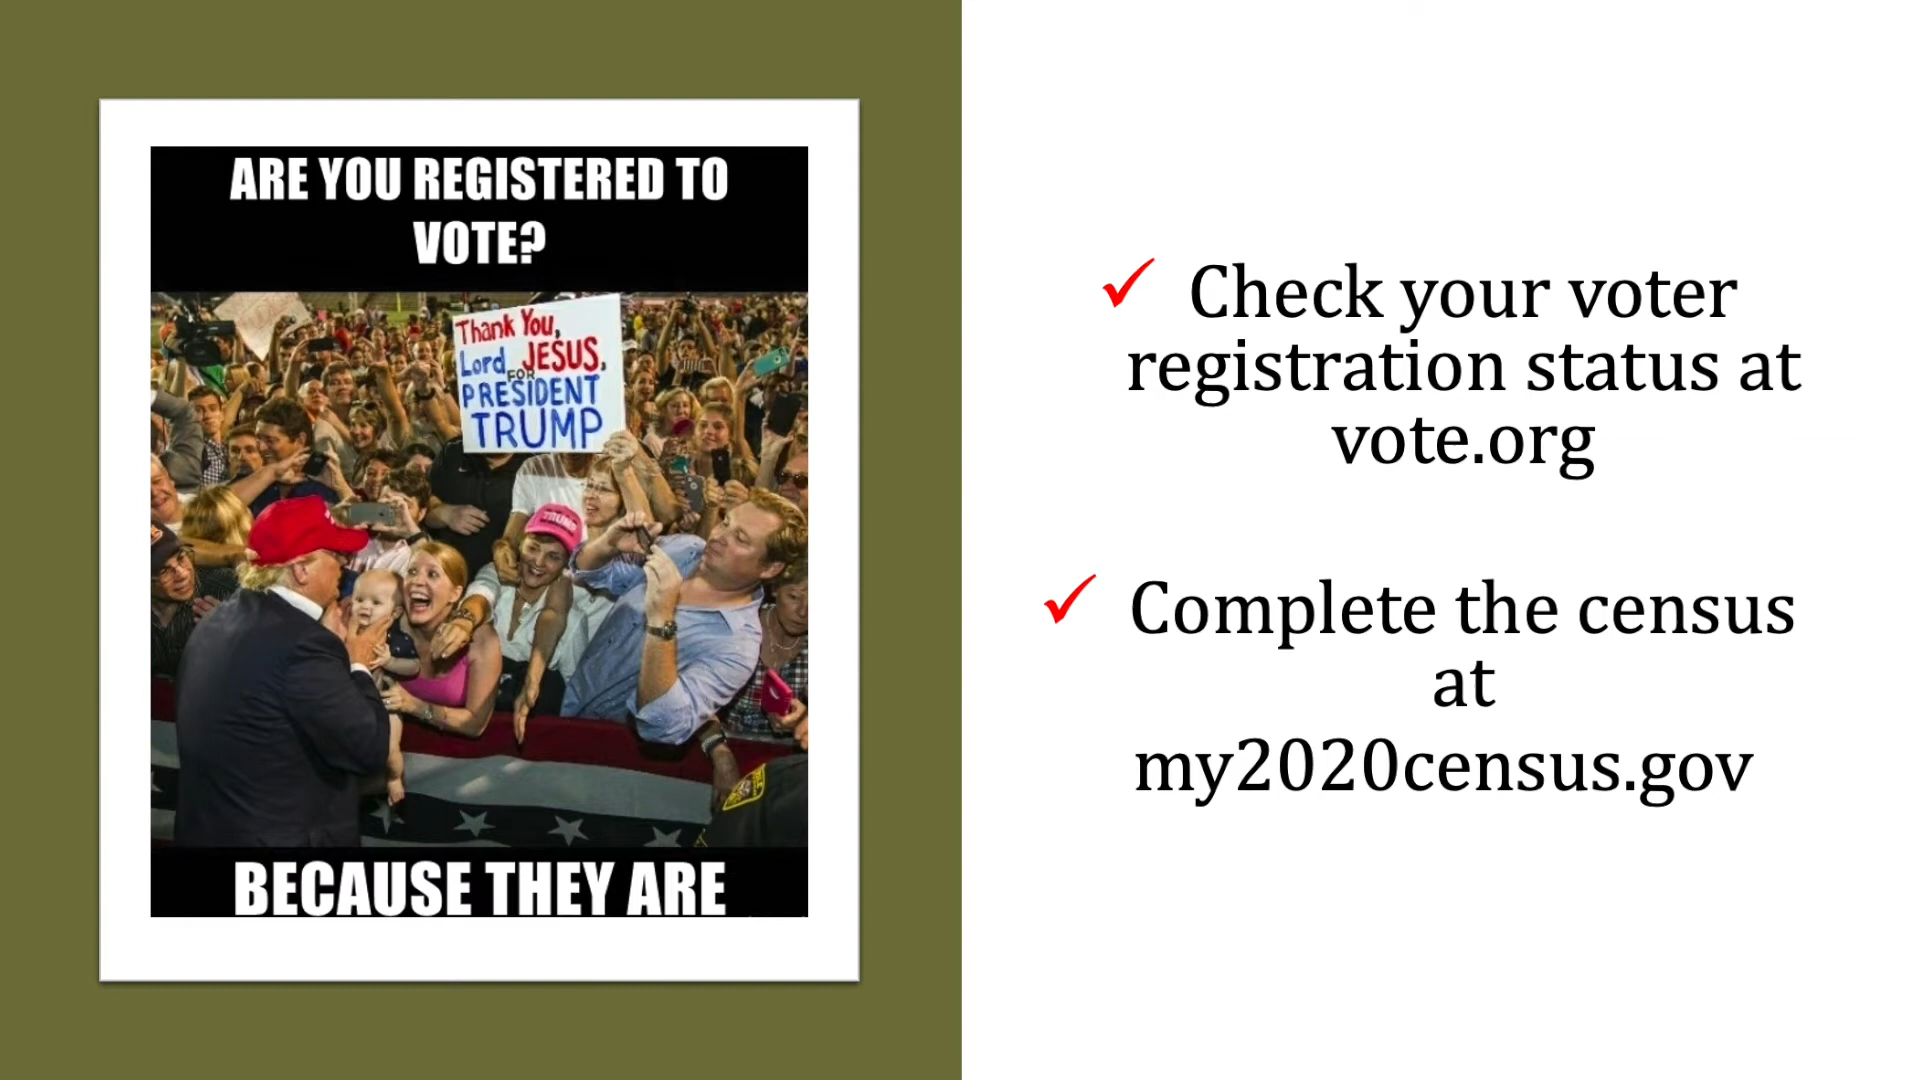 ARE YOU REGISTERED TO
VOTE?
Thank You,
Lord JESUS,
FOR
PRESIDENT
TRUMP
TRUMP
BECAUSE THEY ARE
✓ Check your voter
registration status at
vote.org
✓ Complete the census
at
my2020census.gov